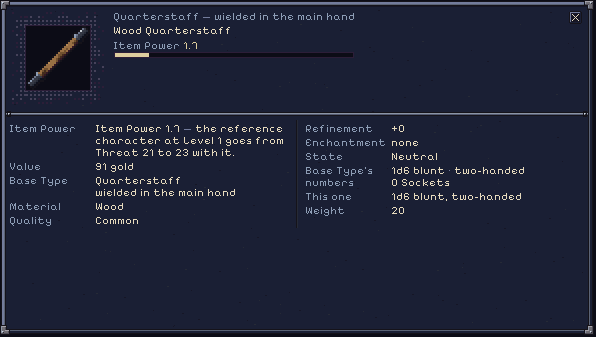 Quarterstaff — wielded in the main hand
Wood Quarterstaff
Item Power 1.7
Item Power
Item Power 1.7 — the reference
character at Level 1 goes from
Threat 21 to 23 with it.
Value
91 gold
Base Type
Quarterstaff
wielded in the main hand
Material
Wood
Quality
Common
Refinement
+0
Enchantment
none
State
Neutral
Base Type's
numbers
1d6 blunt · two-handed
0 Sockets
This one
1d6 blunt, two-handed
Weight
20